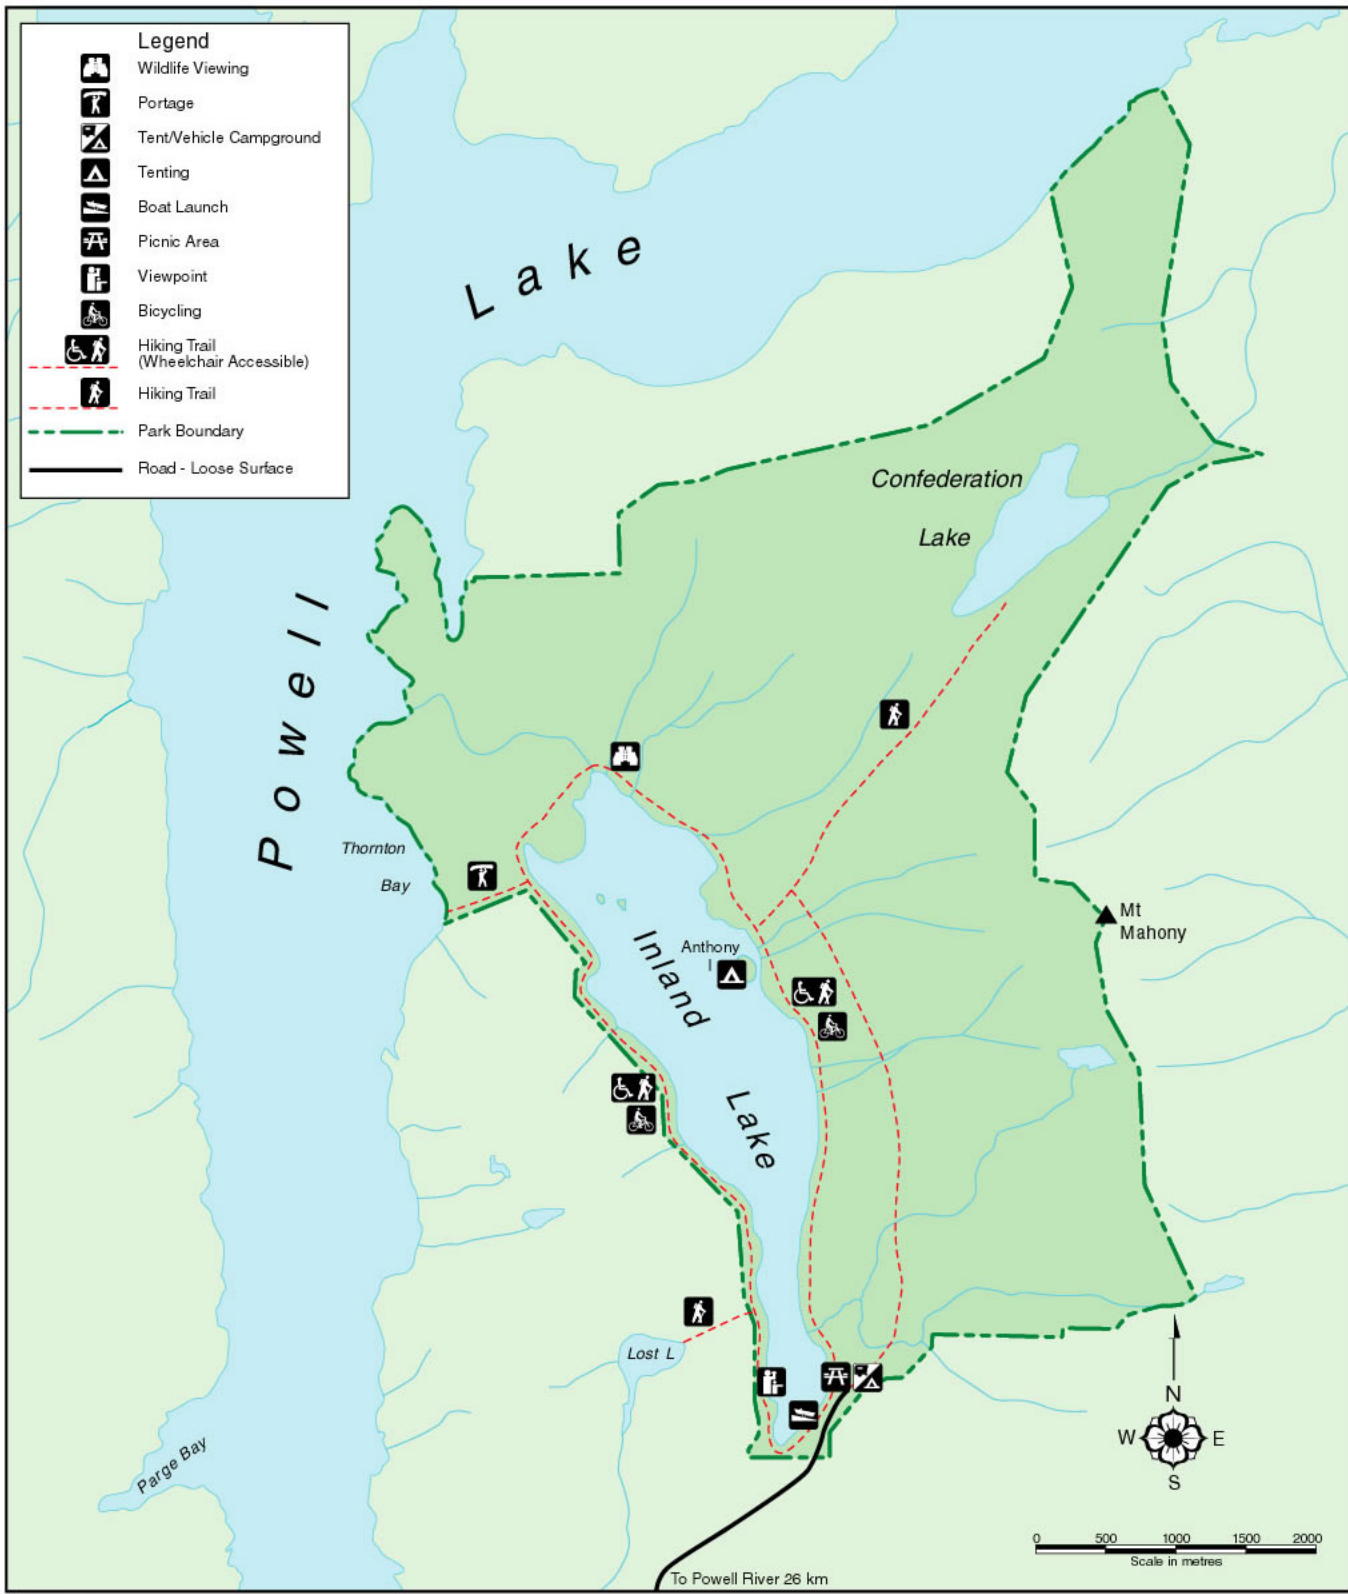 Legend
Wildlife Viewing
Portage
Tent/Vehicle Campground
Tenting
Boat Launch
Picnic Area
Viewpoint
Bicycling
Hiking Trail
(Wheelchair Accessible)
Hiking Trail
Park Boundary
Road - Loose Surface
Lake
Confederation
Lake
Powell
Thornton
Bay
Mt
Mahony
Anthony
I
Inland
Lake
Lost L
Parge Bay
N
W E
S
0 500 1000 1500 2000
Scale in metres
To Powell River 26 km